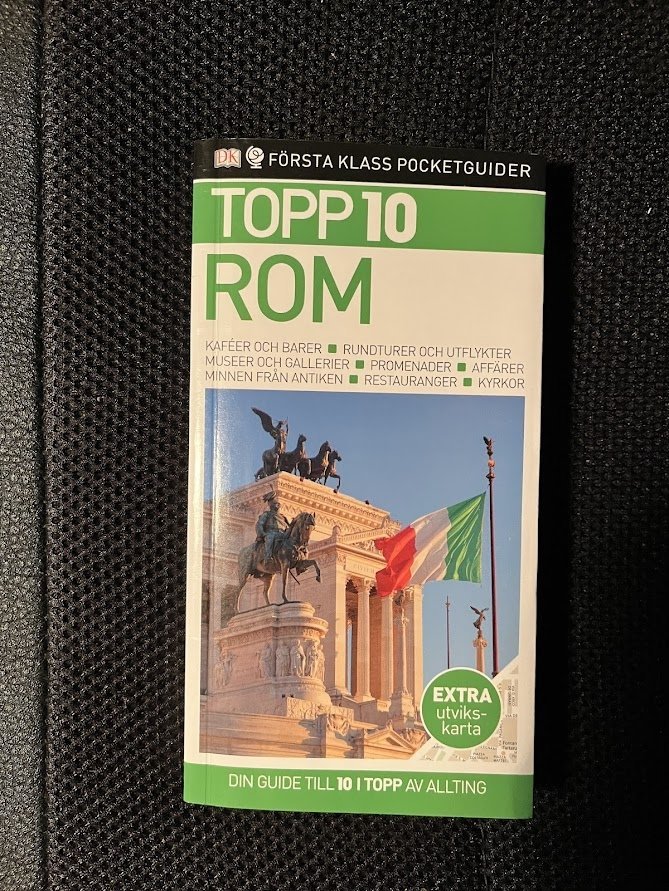 DK FÖRSTA KLASS POCKETGUIDER
TOPP 10
ROM
KAFÉER OCH BARER ■ RUNDTURER OCH UTFLYKTER
MUSEER OCH GALLERIER ■ PROMENADER ■ AFFÄRER
MINNEN FRÅN ANTIKEN ■ RESTAURANGER ■ KYRKOR
EXTRA
utviks-
karta
DIN GUIDE TILL 10 I TOPP AV ALLTING